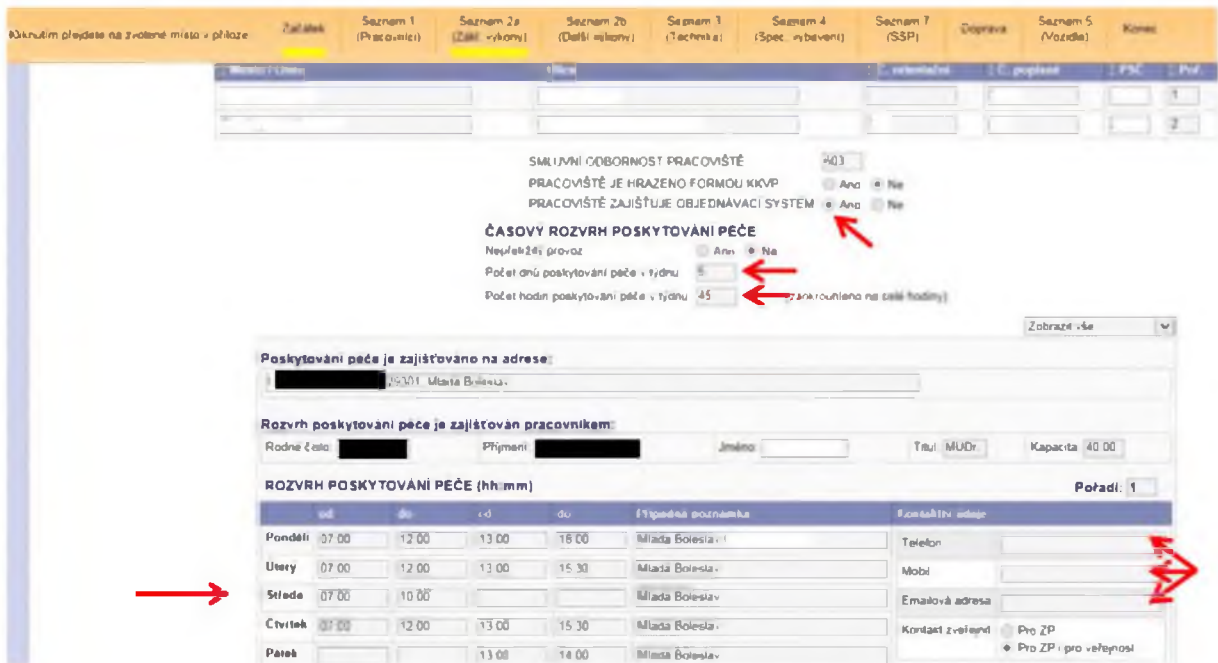 Kliknutím přejdete na zvolené místo v příloze
Začátek
Seznam 1 (Pracovníci)
Seznam 2a (Zákl. výkony)
Seznam 2b (Další výkony)
Seznam 3 (Technika)
Seznam 4 (Spec. vybavení)
Seznam 7 (SSP)
Doprava
Seznam 5 (Vozidla)
Konec
Ulice Č. orientační Č. popisné PSČ Poř.
1
2
SMLUVNÍ ODBORNOST PRACOVIŠTĚ
PRACOVIŠTĚ JE HRAZENO FORMOU KKVP Ano Ne
PRACOVIŠTĚ ZAJIŠŤUJE OBJEDNÁVACÍ SYSTÉM Ano Ne
ČASOVÝ ROZVRH POSKYTOVÁNÍ PÉČE
Nepřetržitý provoz Ano Ne
Počet dnů poskytování péče v týdnu 5
Počet hodin poskytování péče v týdnu 45 (zaokrouhleno na celé hodiny)
Zobrazit vše
Poskytování péče je zajišťováno na adrese:
29301, Mladá Boleslav
Rozvrh poskytování péče je zajišťován pracovníkem:
Rodné číslo: Příjmení: Jméno: Titul: MUDr. Kapacita: 40.00
ROZVRH POSKYTOVÁNÍ PÉČE (hh:mm) Pořadí: 1
od do od do Případná poznámka Kontaktní údaje
Pondělí 07:00 12:00 13:00 16:00 Mladá Boleslav
Telefon
Úterý 07:00 12:00 13:00 15:30 Mladá Boleslav
Mobil
Středa 07:00 10:00 Mladá Boleslav
Emailová adresa
Čtvrtek 07:00 12:00 13:00 15:30 Mladá Boleslav
Kontakt zveřejnit Pro ZP
Pátek 13:00 14:00 Mladá Boleslav
Pro ZP i pro veřejnost